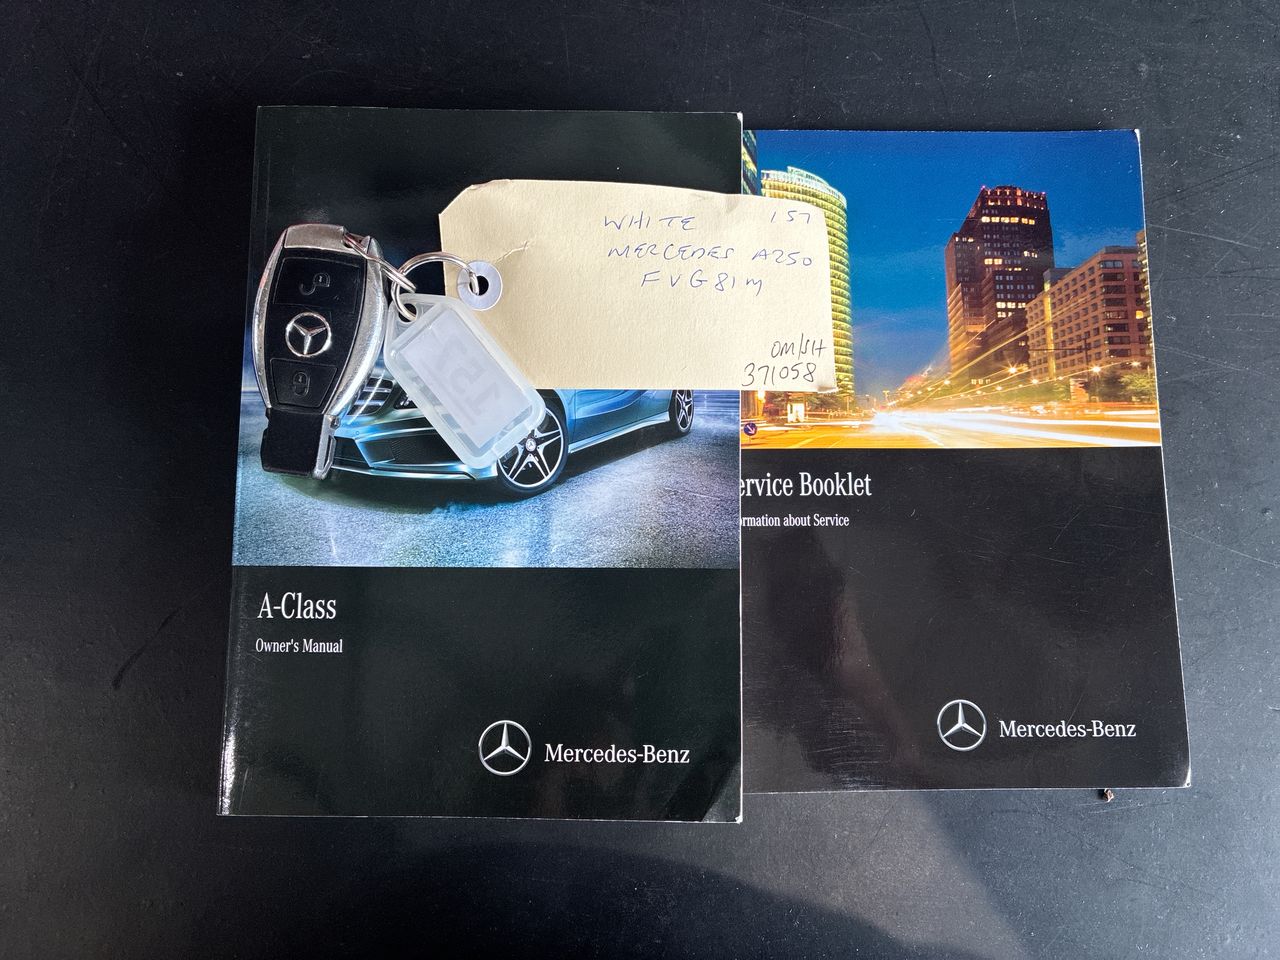 WHITE 157
MERCEDES A250
FVG81M
OM/SH
371058
157
A-Class
Owner's Manual
Mercedes-Benz
ervice Booklet
ormation about Service
Mercedes-Benz